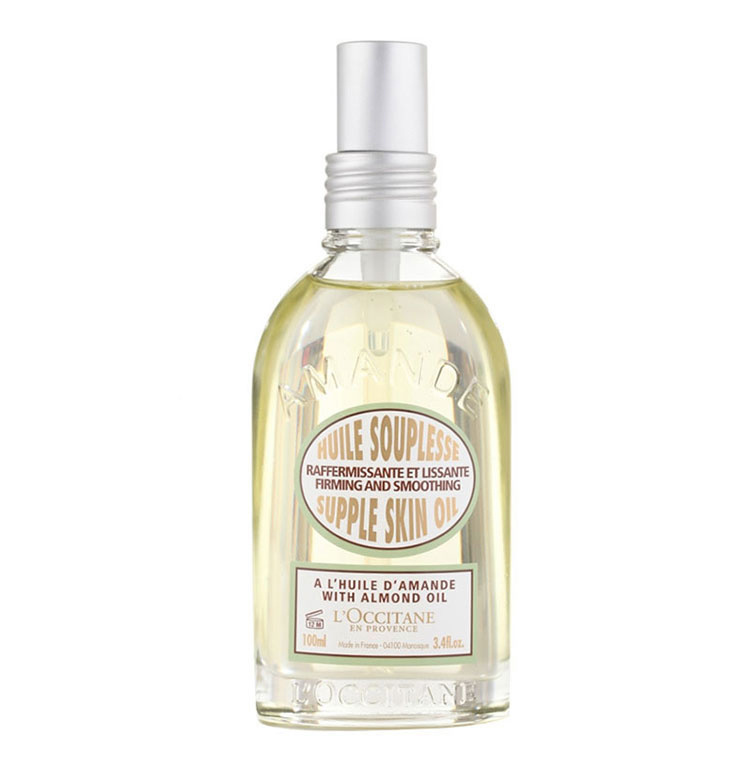 AMANDE
HUILE SOUPLESSE
RAFFERMISSANTE ET LISSANTE
FIRMING AND SMOOTHING
SUPPLE SKIN OIL
A L'HUILE D'AMANDE
WITH ALMOND OIL
L'OCCITANE
EN PROVENCE
12 M
100ml Made in France - 04100 Manosque 3.4fl.oz.
L'OCCITANE